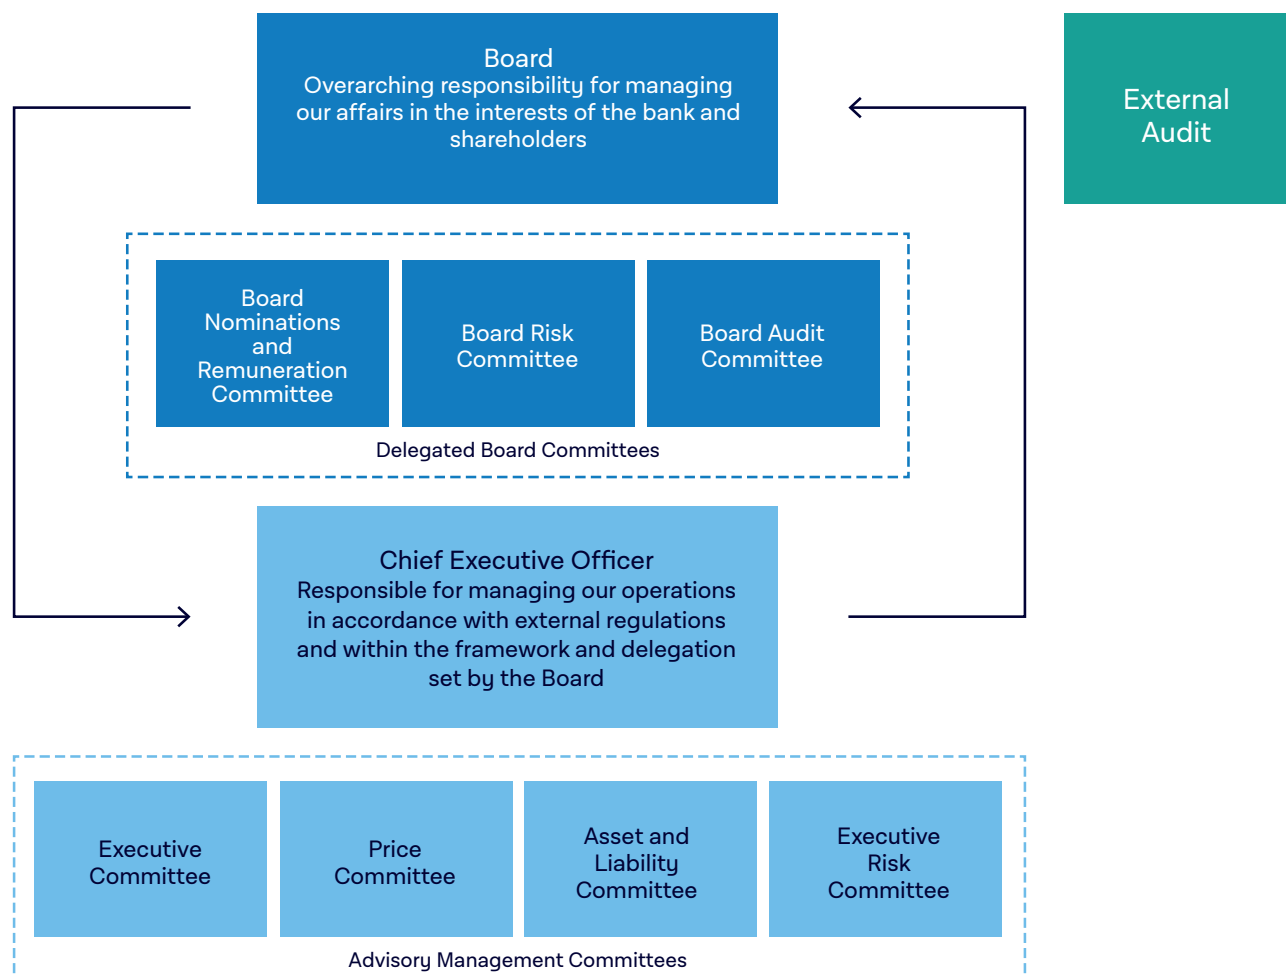 Board
Overarching responsibility for managing
our affairs in the interests of the bank and
shareholders
External
Audit
Board
Nominations
and
Remuneration
Committee
Board Risk
Committee
Board Audit
Committee
Delegated Board Committees
Chief Executive Officer
Responsible for managing our operations
in accordance with external regulations
and within the framework and delegation
set by the Board
Executive
Committee
Price
Committee
Asset and
Liability
Committee
Executive
Risk
Committee
Advisory Management Committees